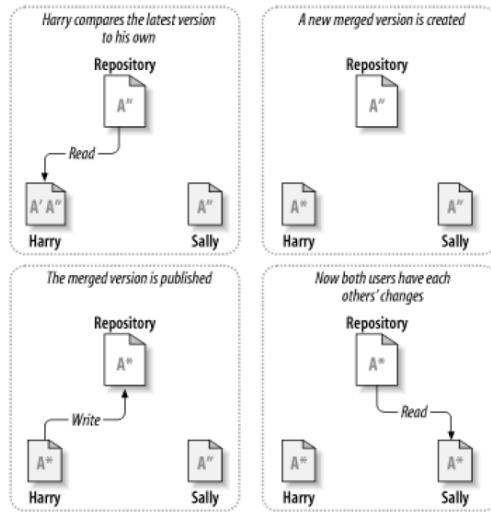 Harry compares the latest version
to his own
Repository
A"
Read
A' A"
A"
Harry
Sally
A new merged version is created
Repository
A"
A*
A"
Harry
Sally
The merged version is published
Repository
A*
Write
A*
A"
Harry
Sally
Now both users have each
others' changes
Repository
A*
Read
A*
A*
Harry
Sally